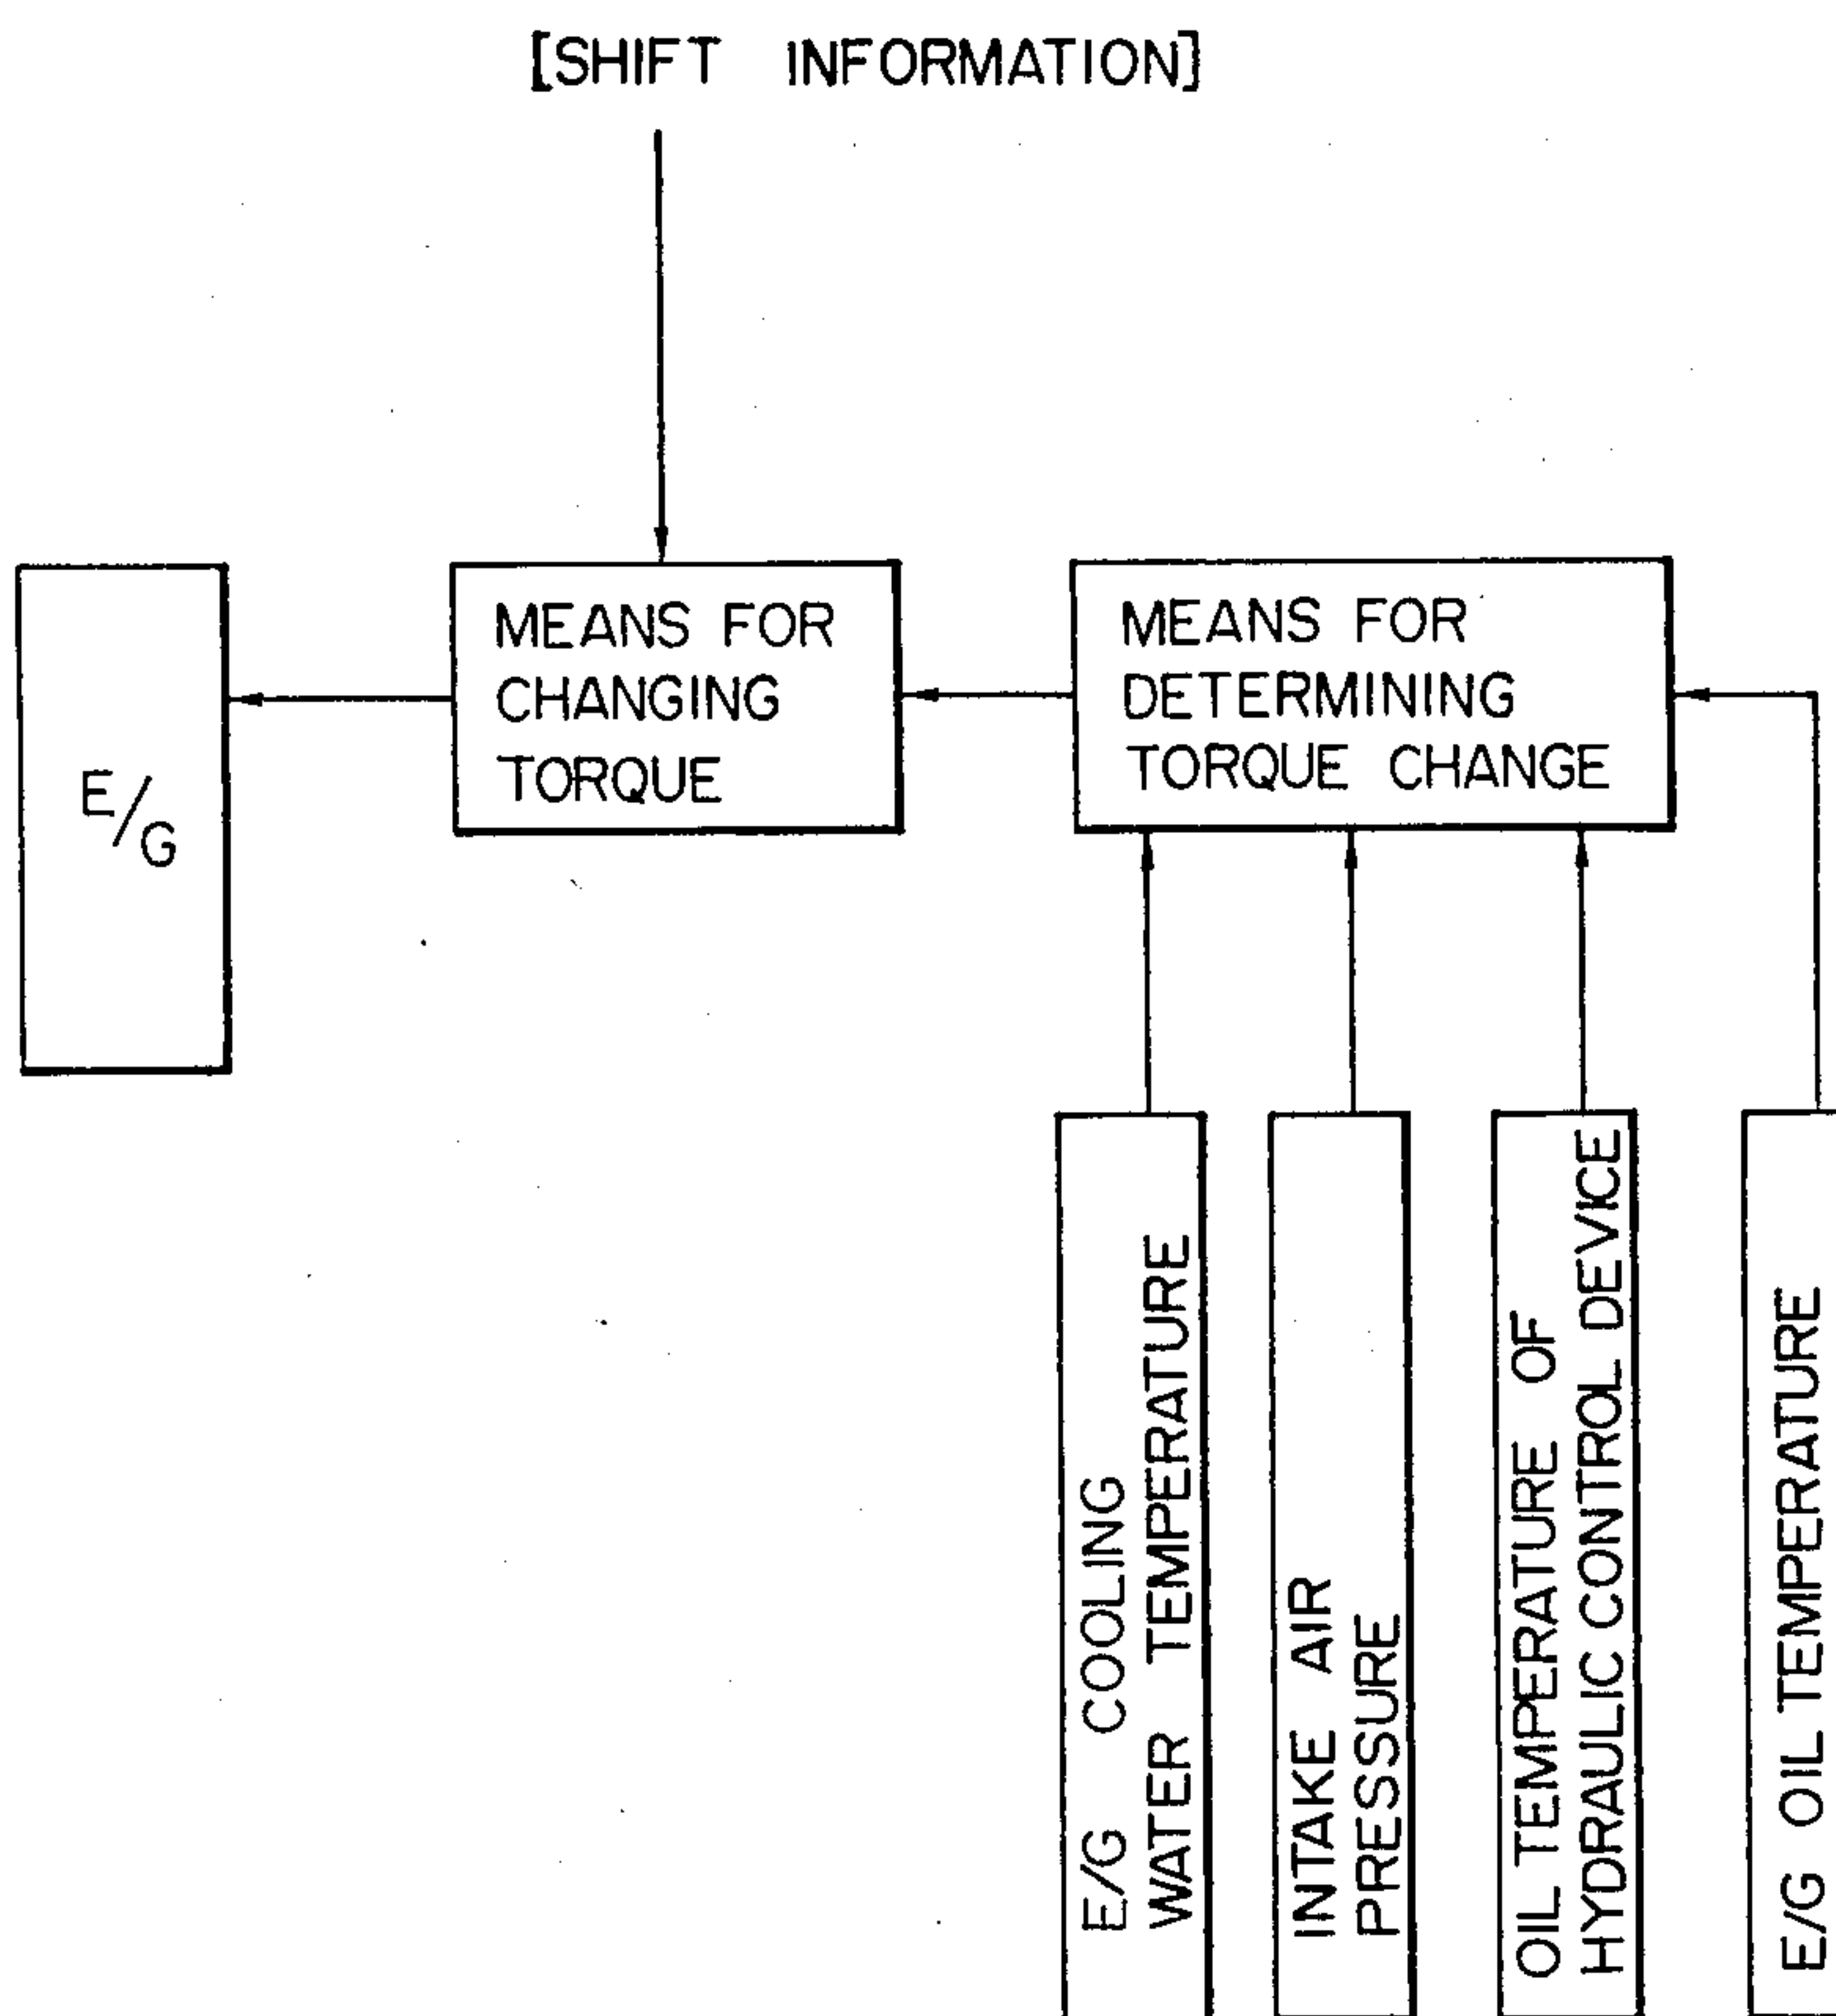 [SHIFT INFORMATION]
E/G
MEANS FOR
CHANGING
TORQUE
MEANS FOR
DETERMINING
TORQUE CHANGE
E/G COOLING
WATER TEMPERATURE
INTAKE AIR
PRESSURE
OIL TEMPERATURE OF
HYDRAULIC CONTROL DEVICE
E/G OIL TEMPERATURE